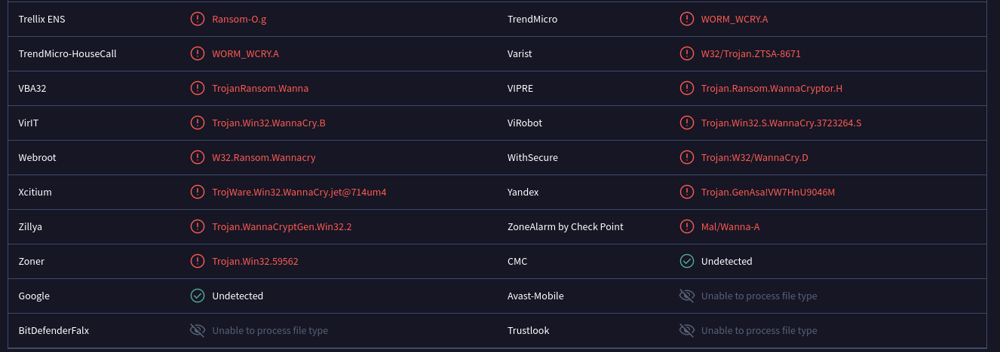 Trellix ENS Ransom-O.g TrendMicro WORM_WCRY.A
TrendMicro-HouseCall WORM_WCRY.A Varist W32/Trojan.ZTSA-8671
VBA32 TrojanRansom.Wanna VIPRE Trojan.Ransom.WannaCryptor.H
VirIT Trojan.Win32.WannaCry.B ViRobot Trojan.Win32.S.WannaCry.3723264.S
Webroot W32.Ransom.Wannacry WithSecure Trojan:W32/WannaCry.D
Xcitium TrojWare.Win32.WannaCry.jet@714um4 Yandex Trojan.GenAsa!VW7HnU9046M
Zillya Trojan.WannaCryptGen.Win32.2 ZoneAlarm by Check Point Mal/Wanna-A
Zoner Trojan.Win32.59562 CMC Undetected
Google Undetected Avast-Mobile Unable to process file type
BitDefenderFalx Unable to process file type Trustlook Unable to process file type